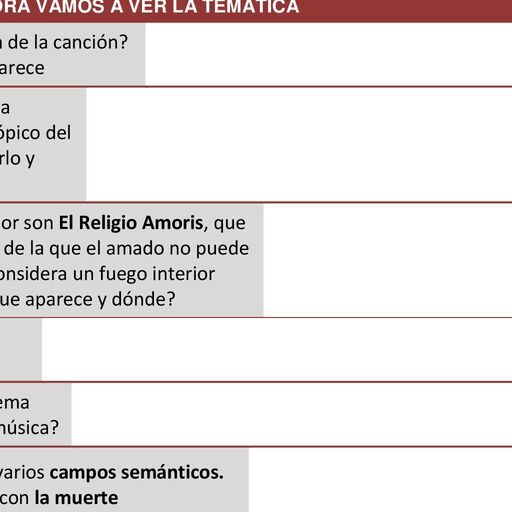 ORA VAMOS A VER LA TEMÁTICA
de la canción?
arece
a
ópico del
rlo y
or son El Religio Amoris, que
de la que el amado no puede
onsidera un fuego interior
ue aparece y dónde?
ema
núsica?
varios campos semánticos.
con la muerte